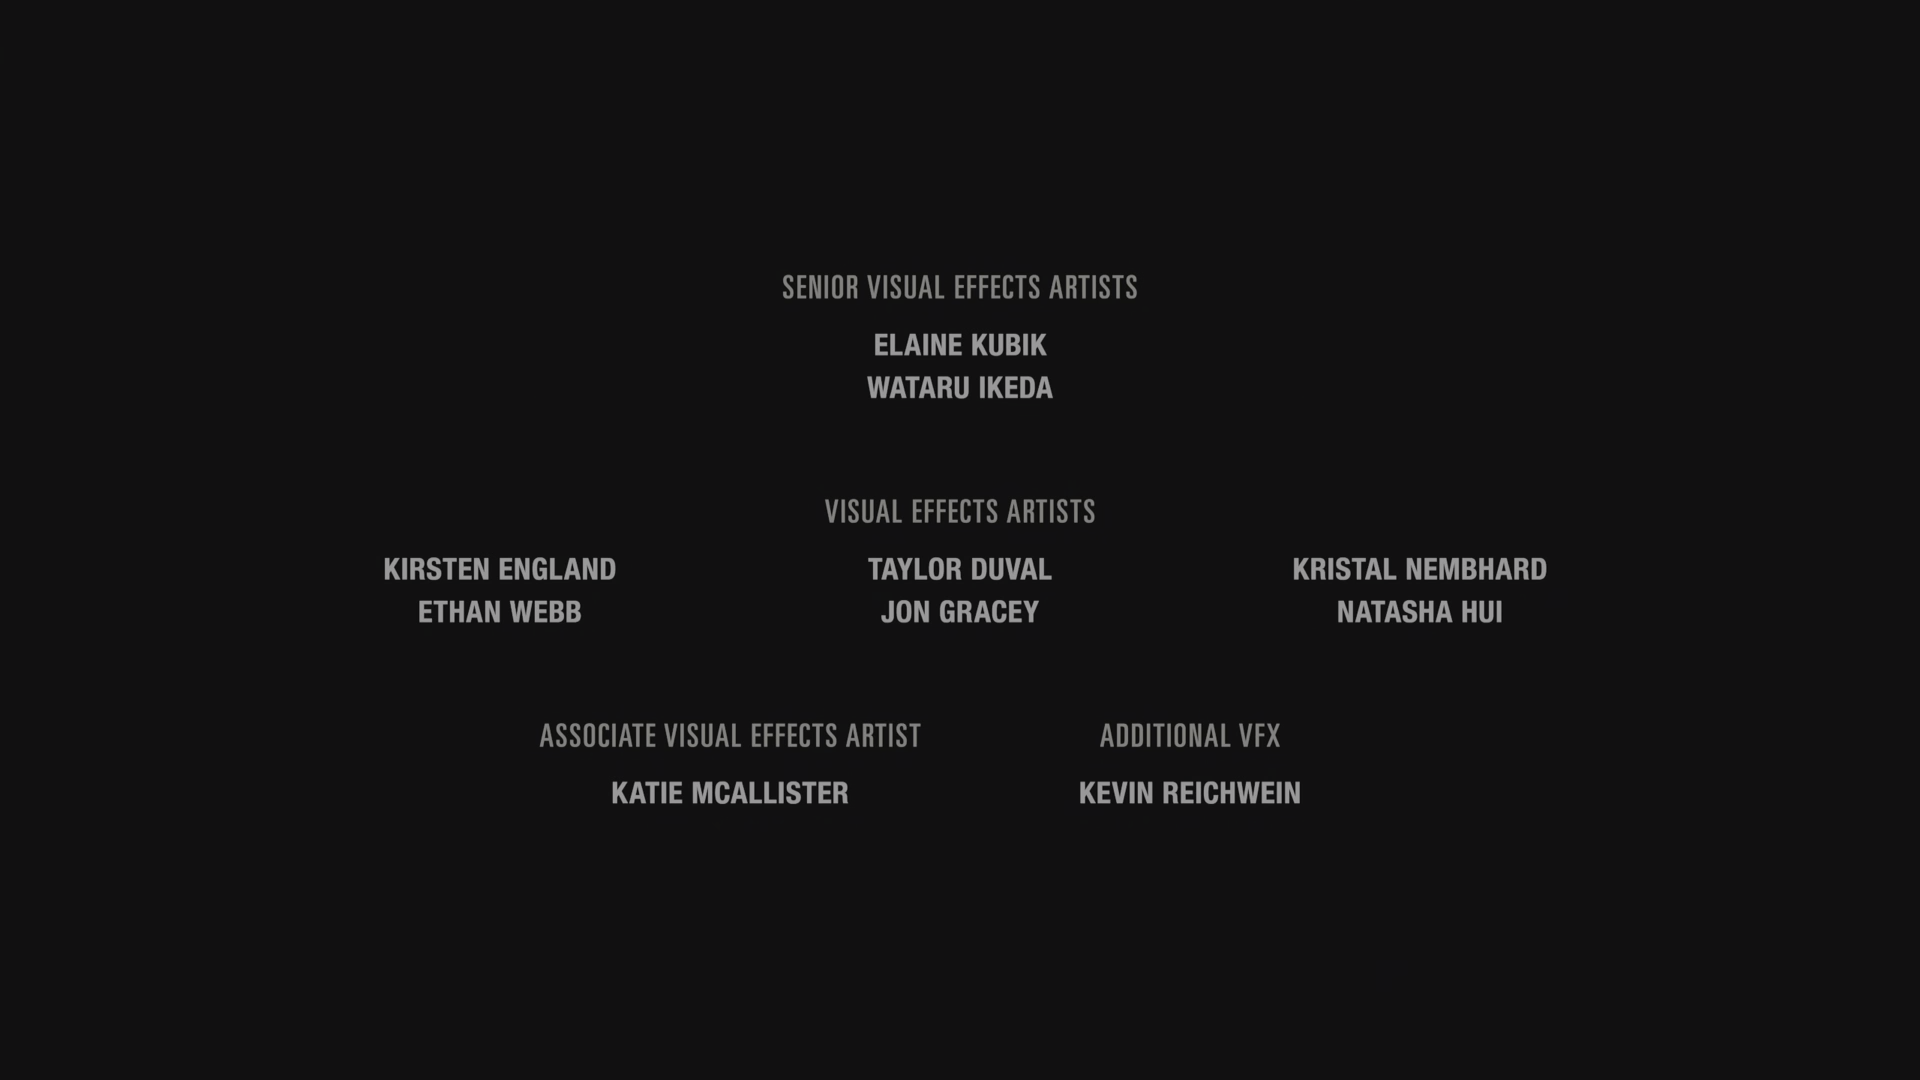 SENIOR VISUAL EFFECTS ARTISTS
ELAINE KUBIK
WATARU IKEDA
VISUAL EFFECTS ARTISTS
KIRSTEN ENGLAND TAYLOR DUVAL KRISTAL NEMBHARD
ETHAN WEBB JON GRACEY NATASHA HUI
ASSOCIATE VISUAL EFFECTS ARTIST ADDITIONAL VFX
KATIE MCALLISTER KEVIN REICHWEIN